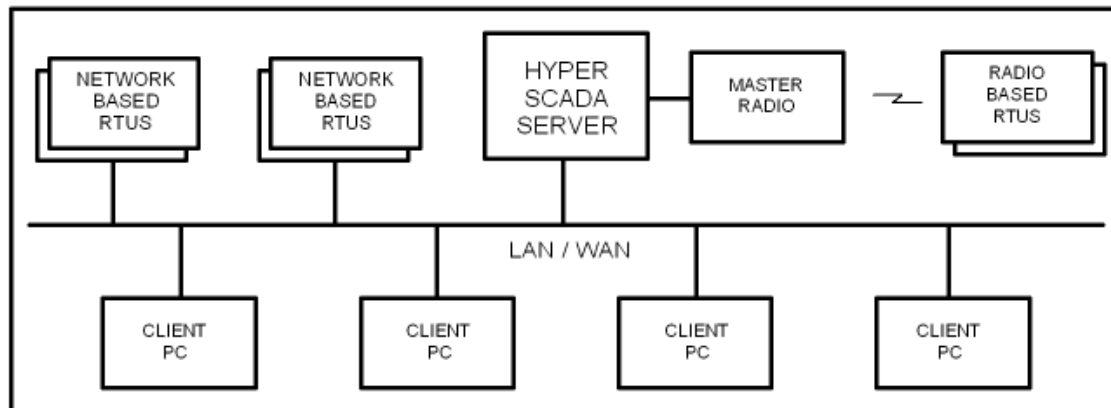 NETWORK
BASED
RTUS
NETWORK
BASED
RTUS
HYPER
SCADA
SERVER
MASTER
RADIO
RADIO
BASED
RTUS
LAN / WAN
CLIENT
PC
CLIENT
PC
CLIENT
PC
CLIENT
PC